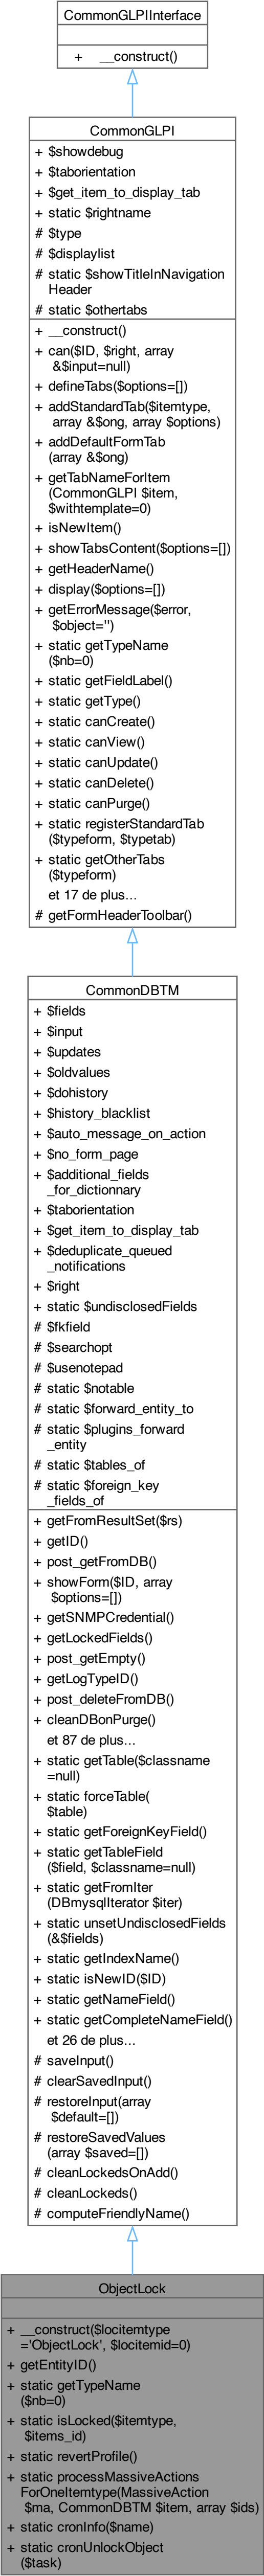 CommonGLPIInterface
+ __construct()
CommonGLPI
+ $showdebug
+ $taborientation
+ $get_item_to_display_tab
+ static $rightname
# $type
# $displaylist
# static $showTitleInNavigation
Header
# static $othertabs
+ __construct()
+ can($ID, $right, array
&$input=null)
+ defineTabs($options=[])
+ addStandardTab($itemtype,
array &$ong, array $options)
+ addDefaultFormTab
(array &$ong)
+ getTabNameForItem
(CommonGLPI $item,
$withtemplate=0)
+ isNewItem()
+ showTabsContent($options=[])
+ getHeaderName()
+ display($options=[])
+ getErrorMessage($error,
$object='')
+ static getTypeName
($nb=0)
+ static getFieldLabel()
+ static getType()
+ static canCreate()
+ static canView()
+ static canUpdate()
+ static canDelete()
+ static canPurge()
+ static registerStandardTab
($typeform, $typetab)
+ static getOtherTabs
($typeform)
et 17 de plus...
# getFormHeaderToolbar()
CommonDBTM
+ $fields
+ $input
+ $updates
+ $oldvalues
+ $dohistory
+ $history_blacklist
+ $auto_message_on_action
+ $no_form_page
+ $additional_fields
_for_dictionnary
+ $taborientation
+ $get_item_to_display_tab
+ $deduplicate_queued
_notifications
+ $right
+ static $undisclosedFields
# $fkfield
# $searchopt
# $usenotepad
# static $notable
# static $forward_entity_to
# static $plugins_forward
_entity
# static $tables_of
# static $foreign_key
_fields_of
+ getFromResultSet($rs)
+ getID()
+ post_getFromDB()
+ showForm($ID, array
$options=[])
+ getSNMPCredential()
+ getLockedFields()
+ post_getEmpty()
+ getLogTypeID()
+ post_deleteFromDB()
+ cleanDBonPurge()
et 87 de plus...
+ static getTable($classname
=null)
+ static forceTable(
$table)
+ static getForeignKeyField()
+ static getTableField
($field, $classname=null)
+ static getFromIter
(DBmysqlIterator $iter)
+ static unsetUndisclosedFields
(&$fields)
+ static getIndexName()
+ static isNewID($ID)
+ static getNameField()
+ static getCompleteNameField()
et 26 de plus...
# saveInput()
# clearSavedInput()
# restoreInput(array
$default=[])
# restoreSavedValues
(array $saved=[])
# cleanLockedsOnAdd()
# cleanLockeds()
# computeFriendlyName()
ObjectLock
+ __construct($locitemtype
='ObjectLock', $locitemid=0)
+ getEntityID()
+ static getTypeName
($nb=0)
+ static isLocked($itemtype,
$items_id)
+ static revertProfile()
+ static processMassiveActions
ForOneItemtype(MassiveAction
$ma, CommonDBTM $item, array $ids)
+ static cronInfo($name)
+ static cronUnlockObject
($task)